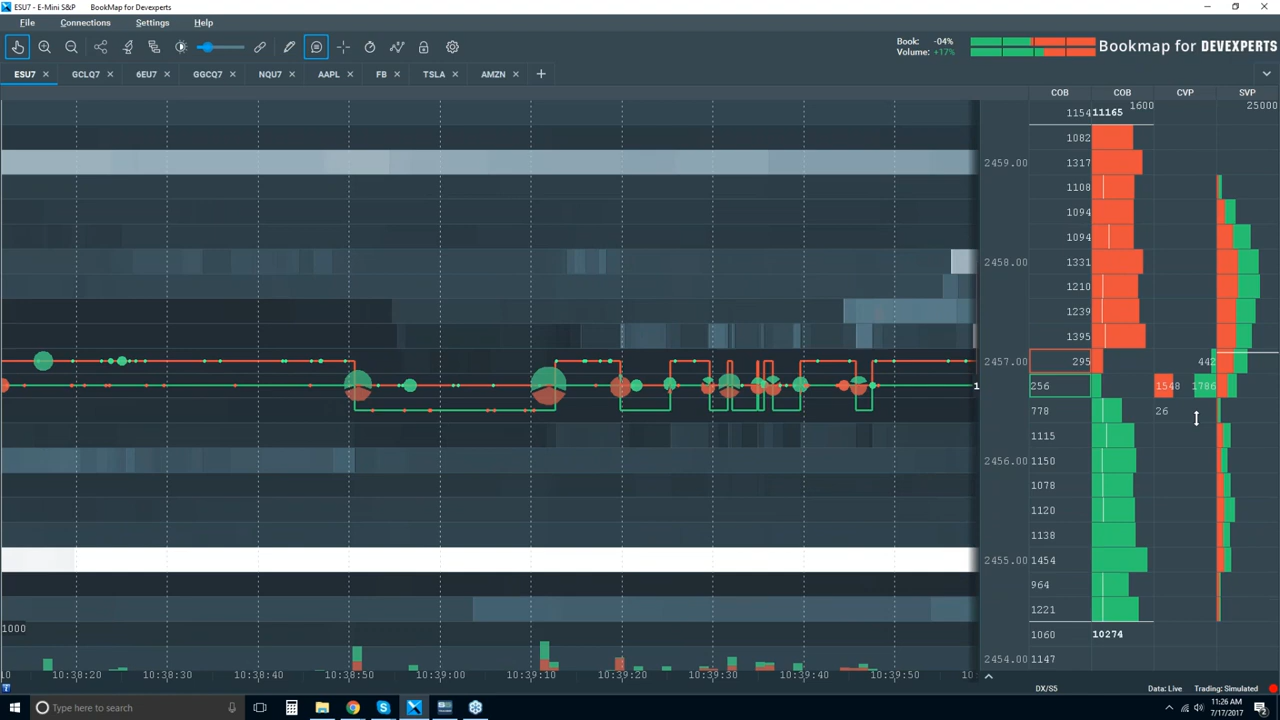 ESU7 - E-Mini S&P
BookMap for Devexperts
File Connections Settings Help
Book: -04%
Volume: +17%
Bookmap for DEVEXPERTS
ESU7 GCLQ7 6EU7 GGCQ7 NQU7 AAPL FB TSLA AMZN
COB COB CVP SVP
1154 11165 1600 25000
1082
2459.00 1317
1108
1094
1094
2458.00 1331
1210
1239
1395
2457.00 295 442
256 1548 1786
778 26
1115
2456.00 1150
1078
1120
1138
2455.00 1454
964
1221
1000 1060 10274
2454.00 1147
10:38:20 10:38:30 10:38:40 10:38:50 10:39:00 10:39:10 10:39:20 10:39:30 10:39:40 10:39:50
DX/S5 Data: Live Trading: Simulated
Type here to search
11:26 AM
7/17/2017
2